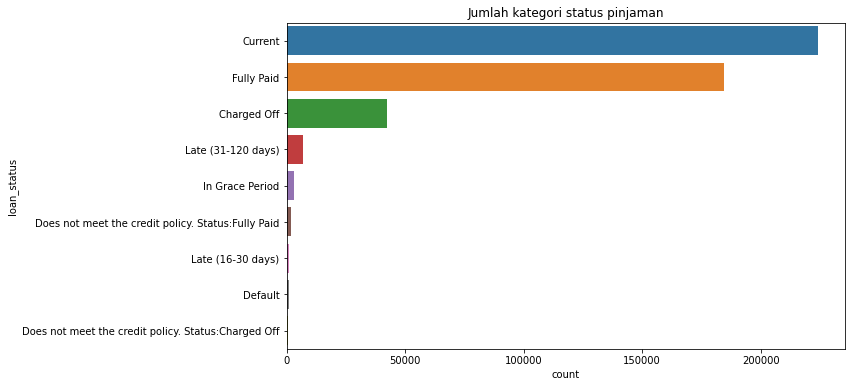 Jumlah kategori status pinjaman
loan_status
Current
Fully Paid
Charged Off
Late (31-120 days)
In Grace Period
Does not meet the credit policy. Status:Fully Paid
Late (16-30 days)
Default
Does not meet the credit policy. Status:Charged Off
0 50000 100000 150000 200000
count